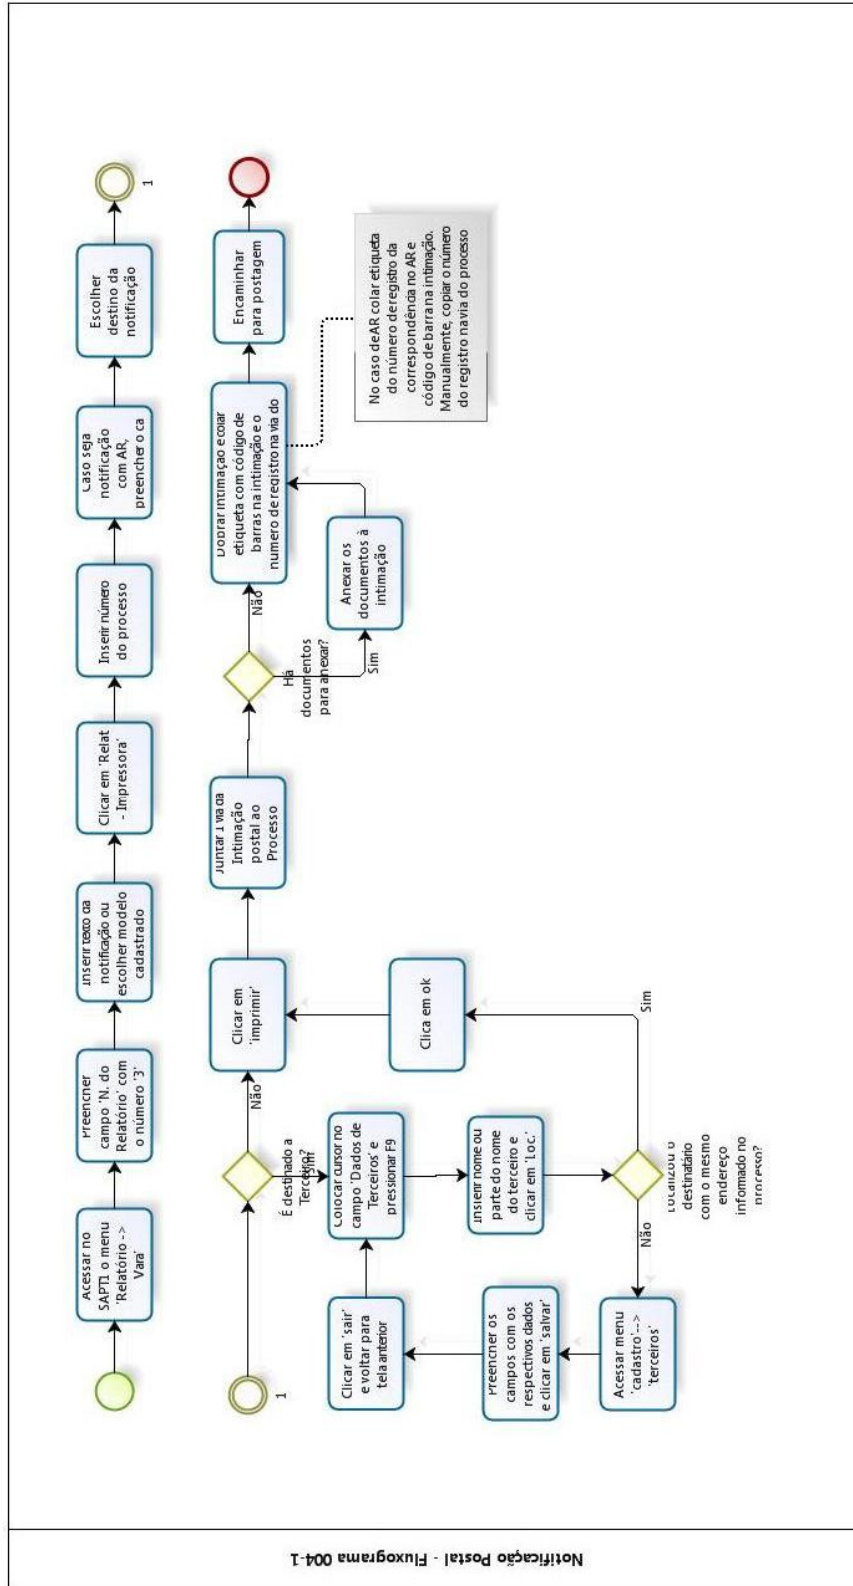 Notificação Postal - Fluxograma 004-1
Acessar no
SAPT1 o menu
'Relatório ->
Vara'
Preencher
campo 'N. do
Relatório' com
o número '3'
Inserir texto da
notificação ou
escolher modelo
cadastrado
Clicar em 'Relat
- Impressora'
Inserir número
do processo
Caso seja
notificação
com AR,
preencher o ca
Escolher
destino da
notificação
1
1
É destinado a
Terceiro?
Não
Sim
Colocar cursor no
campo 'Dados de
Terceiros' e
pressionar F9
Inserir nome ou
parte do nome
do terceiro e
clicar em 'Loc.'
Localizou o
destinatário
com o mesmo
endereço
informado no
processo?
Não
Sim
Acessar menu
'cadastro'-->
'terceiros'
Preencher os
campos com os
respectivos dados
e clicar em 'salvar'
Clicar em 'sair'
e voltar para
tela anterior
Clica em ok
Clicar em
'imprimir'
Juntar 1 via da
Intimação
postal ao
Processo
Há
documentos
para anexar?
Não
Sim
Anexar os
documentos à
intimação
Dobrar intimação e colar
etiqueta com código de
barras na intimação e o
número de registro na via do
Encaminhar
para postagem
No caso de AR colar etiqueta
do número de registro da
correspondência no AR e
código de barra na intimação.
Manualmente, copiar o número
do registro na via do processo